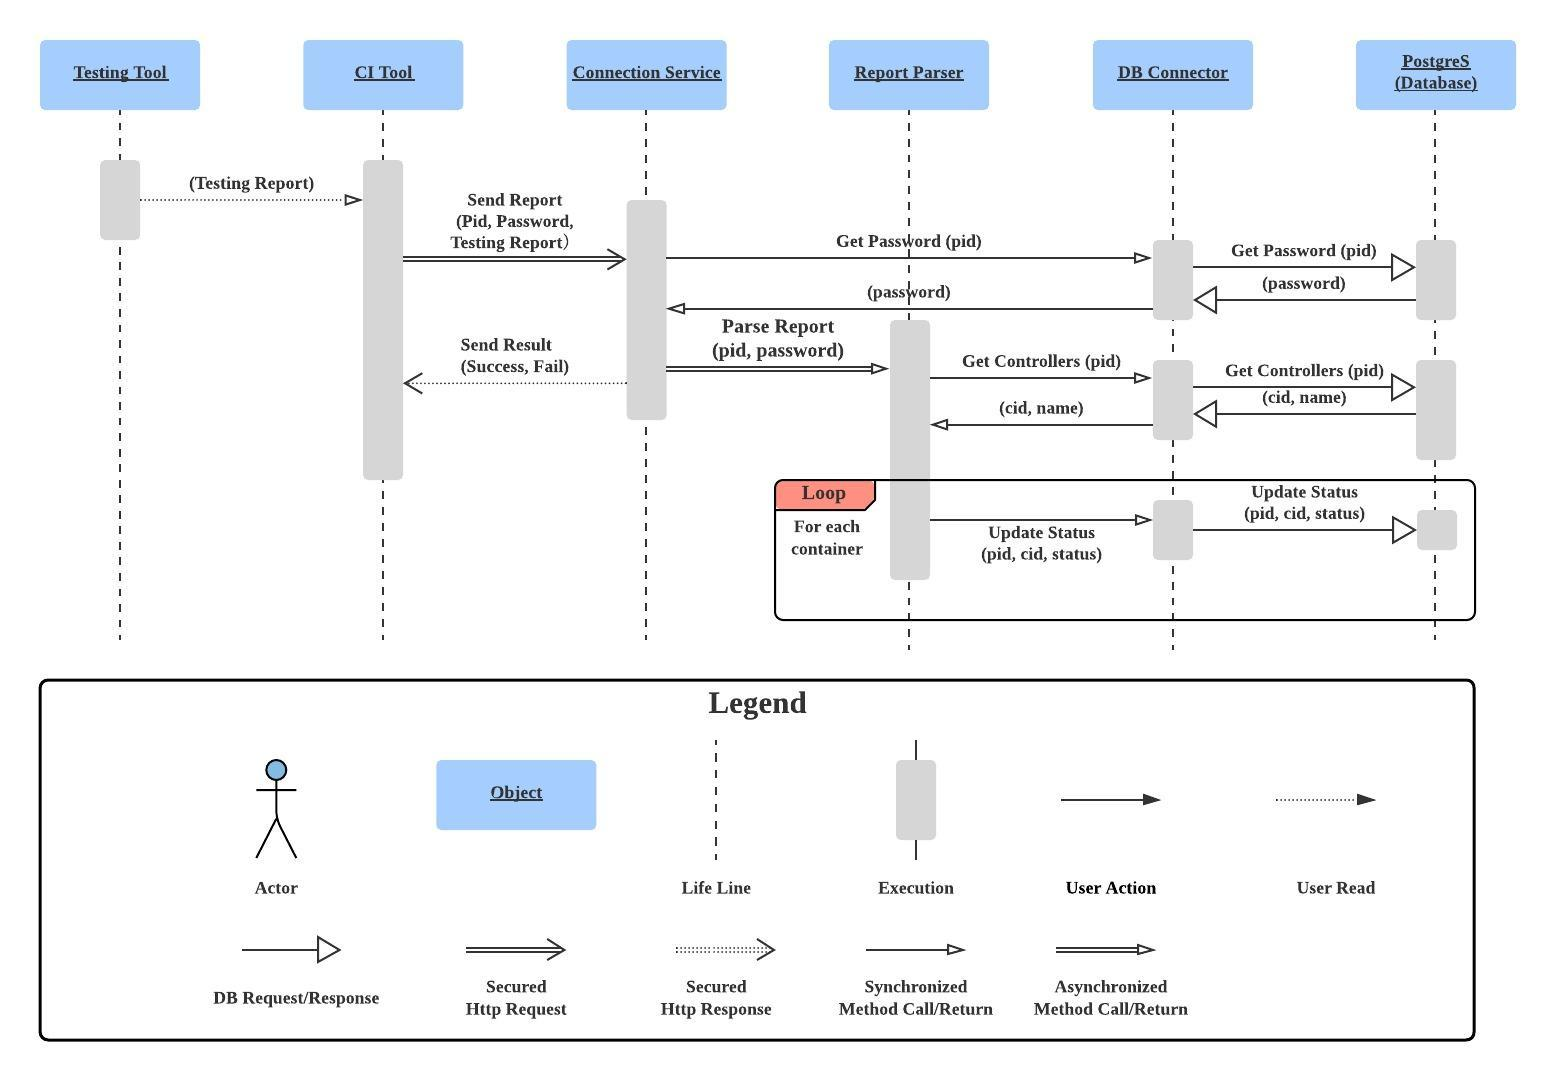 Testing Tool
CI Tool
Connection Service
Report Parser
DB Connector
PostgreS
(Database)
(Testing Report)
Send Report
(Pid, Password,
Testing Report）
Get Password (pid)
Get Password (pid)
(password)
(password)
Parse Report
(pid, password)
Send Result
(Success, Fail)
Get Controllers (pid)
Get Controllers (pid)
(cid, name)
(cid, name)
Loop
For each
container
Update Status
(pid, cid, status)
Update Status
(pid, cid, status)
Legend
Actor
Object
Life Line
Execution
User Action
User Read
DB Request/Response
Secured
Http Request
Secured
Http Response
Synchronized
Method Call/Return
Asynchronized
Method Call/Return